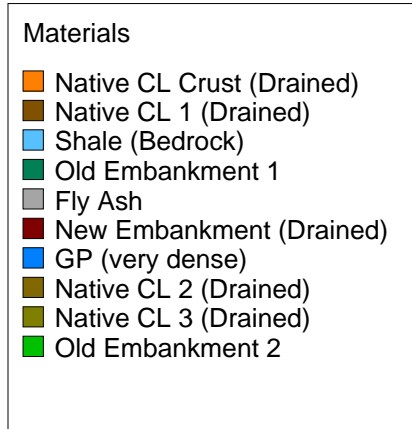 Materials
Native CL Crust (Drained)
Native CL 1 (Drained)
Shale (Bedrock)
Old Embankment 1
Fly Ash
New Embankment (Drained)
GP (very dense)
Native CL 2 (Drained)
Native CL 3 (Drained)
Old Embankment 2